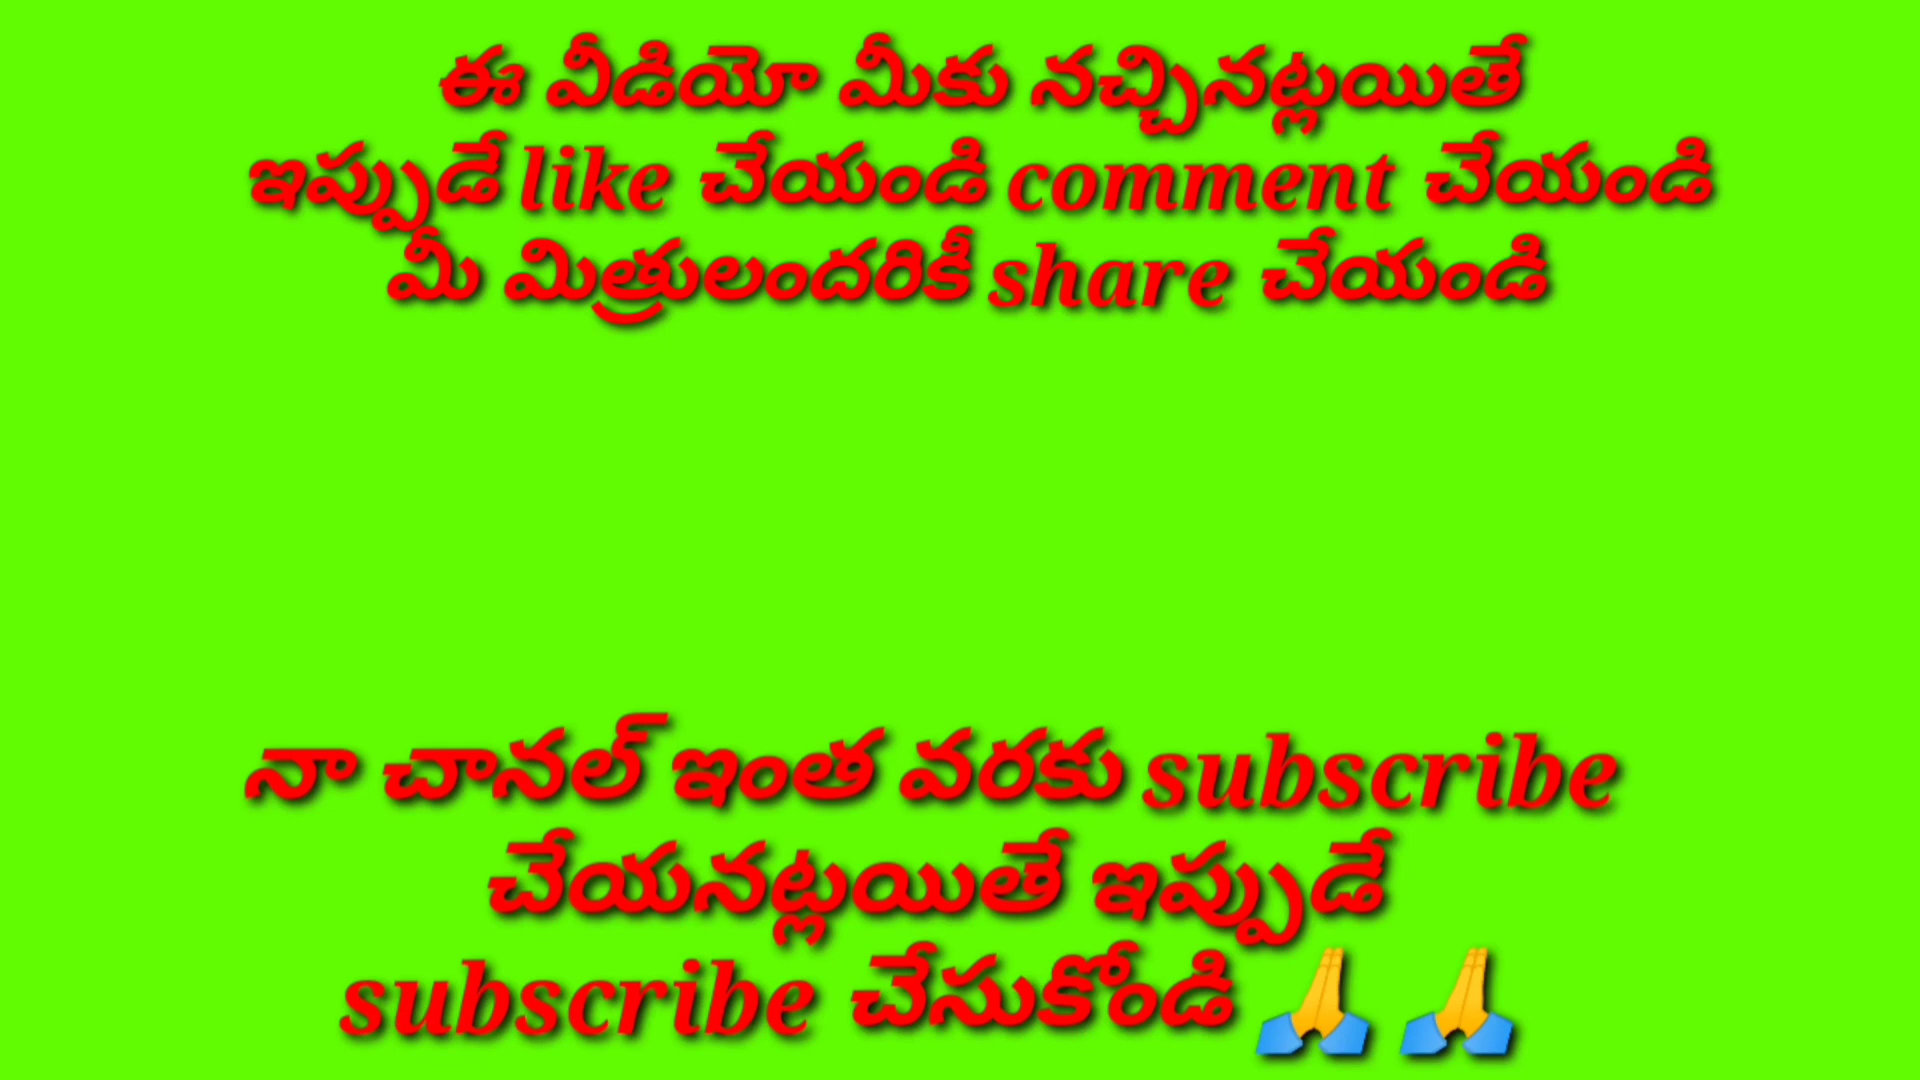 ఈ వీడియో మీకు నచ్చినట్లయితే
ఇప్పుడే like చేయండి comment చేయండి
మీ మిత్రులందరికీ share చేయండి
నా చానల్ ఇంత వరకు subscribe
చేయనట్లయితే ఇప్పుడే
subscribe చేసుకోండి 🙏 🙏